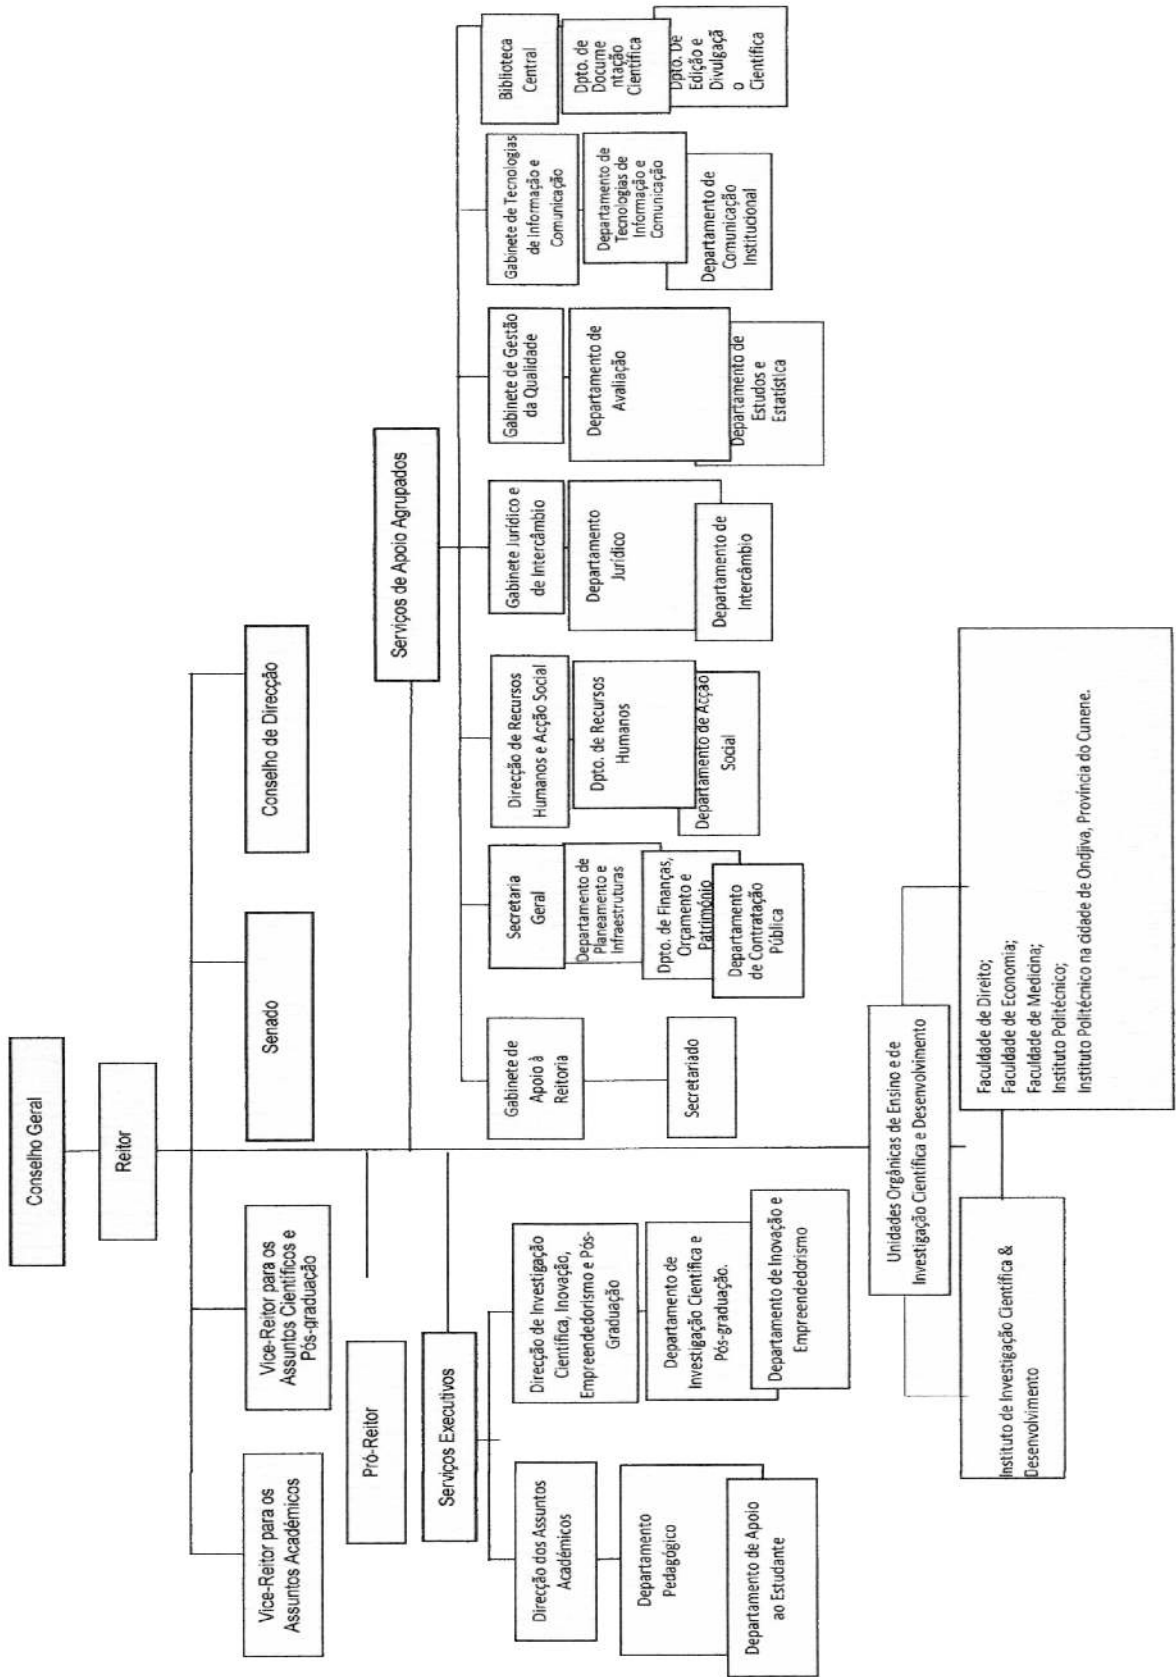 Conselho Geral
Reitor
Vice-Reitor para os
Assuntos Académicos
Vice-Reitor para os
Assuntos Científicos e
Pós-graduação
Senado
Conselho de Direcção
Pró-Reitor
Serviços Executivos
Serviços de Apoio Agrupados
Direcção dos Assuntos
Académicos
Departamento
Pedagógico
Departamento de Apoio
ao Estudante
Direcção de Investigação
Científica, Inovação,
Empreendedorismo e Pós-
Graduação
Departamento de
Investigação Científica e
Pós-graduação.
Departamento de Inovação e
Empreendedorismo
Gabinete de
Apoio à
Reitoria
Secretariado
Secretaria
Geral
Departamento de
Planeamento e
Infraestruturas
Dpto. de Finanças,
Orçamento e
Património
Departamento
de Contratação
Pública
Direcção de Recursos
Humanos e Acção Social
Dpto. de Recursos
Humanos
Departamento de Acção
Social
Gabinete Jurídico e
de Intercâmbio
Departamento
Jurídico
Departamento de
Intercâmbio
Gabinete de Gestão
da Qualidade
Departamento de
Avaliação
Departamento de
Estudos e
Estatística
Gabinete de Tecnologias
de Informação e
Comunicação
Departamento de
Tecnologias de
Informação e
Comunicação
Departamento de
Comunicação
Institucional
Biblioteca
Central
Dpto. de
Docume
ntação
Científica
Dpto. De
Edição e
Divulgaçã
o
Científica
Unidades Orgânicas de Ensino e de
Investigação Científica e Desenvolvimento
Instituto de Investigação Científica &
Desenvolvimento
Faculdade de Direito;
Faculdade de Economia;
Faculdade de Medicina;
Instituto Politécnico;
Instituto Politécnico na cidade de Ondjiva, Província do Cunene.